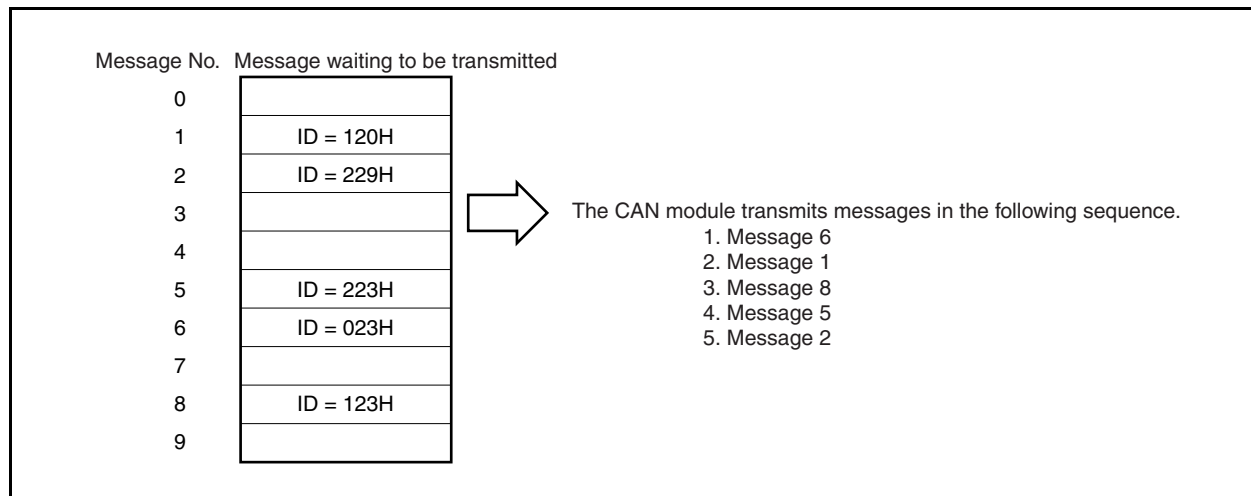 Message No. Message waiting to be transmitted
0
1 ID = 120H
2 ID = 229H
3
4
5 ID = 223H
6 ID = 023H
7
8 ID = 123H
9
The CAN module transmits messages in the following sequence.
1. Message 6
2. Message 1
3. Message 8
4. Message 5
5. Message 2